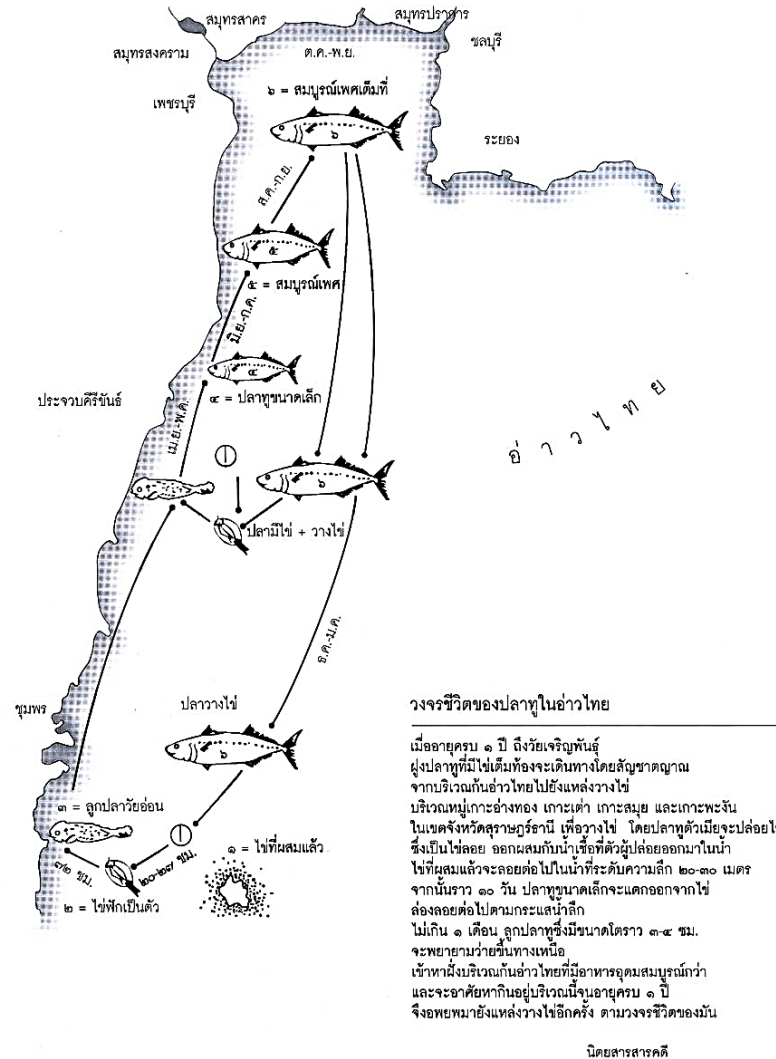 สมุทรสาคร
สมุทรปราการ
สมุทรสงคราม
ต.ค.-พ.ย.
ชลบุรี
เพชรบุรี
๖ = สมบูรณ์เพศเต็มที่
๖
ระยอง
ส.ค.-ก.ย.
๕
๕ = สมบูรณ์เพศ
มิ.ย.-ก.ค.
๔
ประจวบคีรีขันธ์
๔ = ปลาทูขนาดเล็ก
อ่าวไทย
เม.ย.-พ.ค.
๖
ปลามีไข่ + วางไข่
ธ.ค.-ม.ค.
ชุมพร
ปลาวางไข่
๖
๓ = ลูกปลาวัยอ่อน
๑ = ไข่ที่ผสมแล้ว
๗๒ ชม.
๒๐-๒๗ ชม.
๒ = ไข่ฟักเป็นตัว
วงจรชีวิตของปลาทูในอ่าวไทย
เมื่ออายุครบ ๑ ปี ถึงวัยเจริญพันธุ์
ฝูงปลาทูที่มีไข่เต็มท้องจะเดินทางโดยสัญชาตญาณ
จากบริเวณก้นอ่าวไทยไปยังแหล่งวางไข่
บริเวณหมู่เกาะอ่างทอง เกาะเต่า เกาะสมุย และเกาะพะงัน
ในเขตจังหวัดสุราษฎร์ธานี เพื่อวางไข่ โดยปลาทูตัวเมียจะปล่อยไข่
ซึ่งเป็นไข่ลอย ออกผสมกับน้ำเชื้อที่ตัวผู้ปล่อยออกมาในน้ำ
ไข่ที่ผสมแล้วจะลอยต่อไปในน้ำที่ระดับความลึก ๒๐-๓๐ เมตร
จากนั้นราว ๑๐ วัน ปลาทูขนาดเล็กจะแตกออกจากไข่
ล่องลอยต่อไปตามกระแสน้ำลึก
ไม่เกิน ๑ เดือน ลูกปลาทูซึ่งมีขนาดโตราว ๓-๔ ซม.
จะพยายามว่ายขึ้นทางเหนือ
เข้าหาฝั่งบริเวณก้นอ่าวไทยที่มีอาหารอุดมสมบูรณ์กว่า
และจะอาศัยหากินอยู่บริเวณนี้จนอายุครบ ๑ ปี
จึงอพยพมายังแหล่งวางไข่อีกครั้ง ตามวงจรชีวิตของมัน
นิตยสารสารคดี